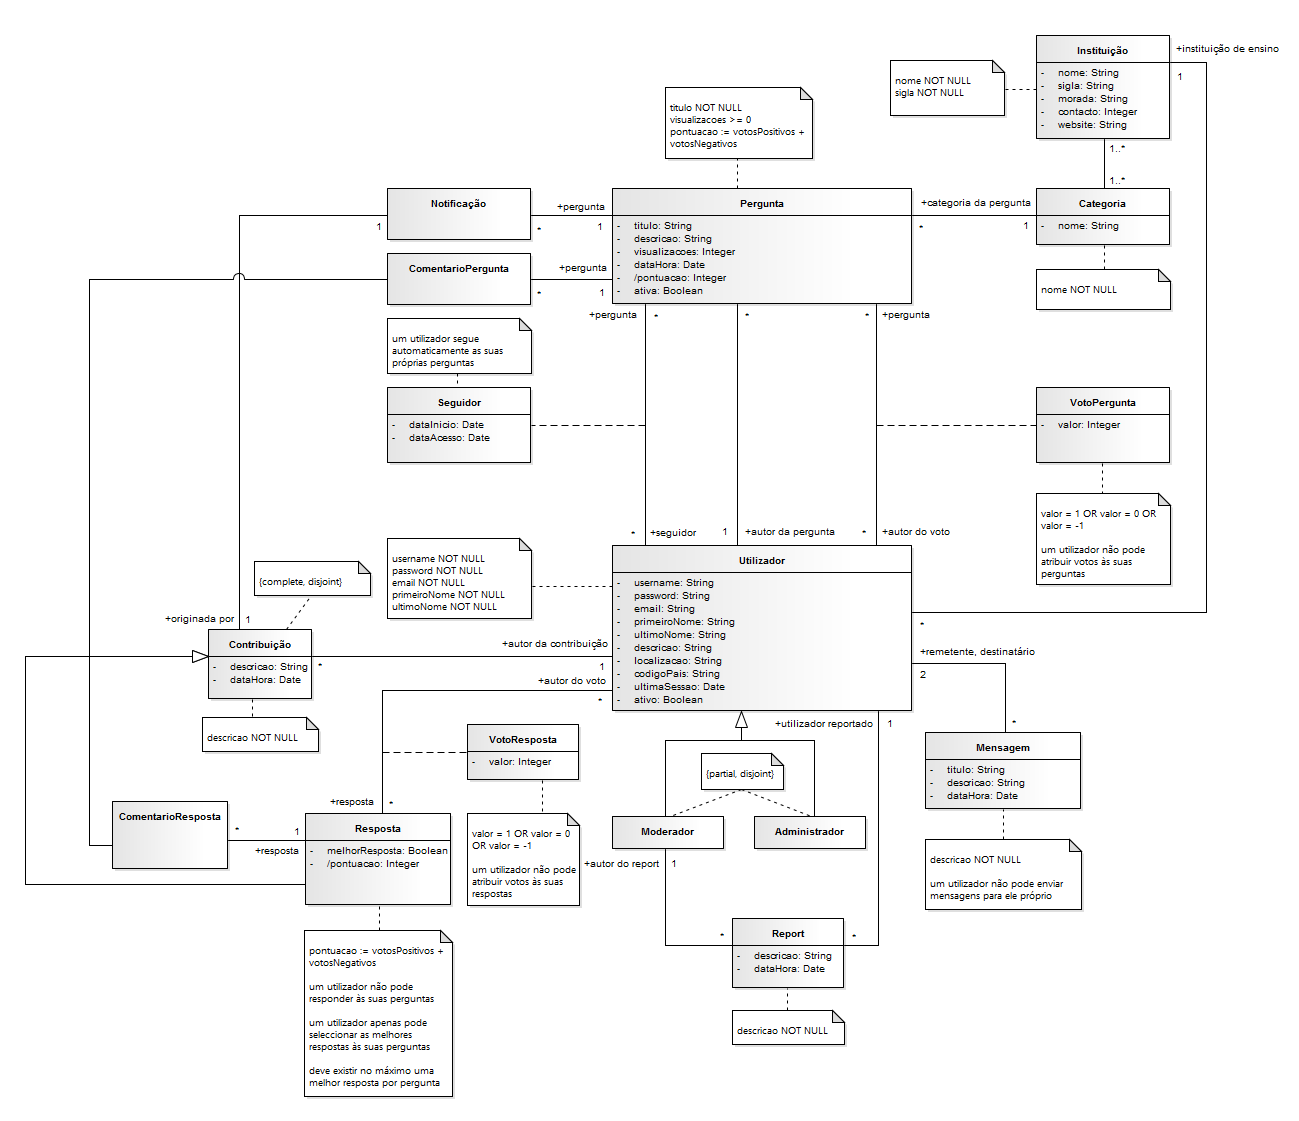 Instituição
- nome: String
- sigla: String
- morada: String
- contacto: Integer
- website: String
+instituição de ensino
1
nome NOT NULL
sigla NOT NULL
1..*
1..*
titulo NOT NULL
visualizacoes >= 0
pontuacao := votosPositivos +
votosNegativos
Notificação
1
+pergunta
*
1
Pergunta
- titulo: String
- descricao: String
- visualizacoes: Integer
- dataHora: Date
- /pontuacao: Integer
- ativa: Boolean
+categoria da pergunta
*
1
Categoria
- nome: String
nome NOT NULL
ComentarioPergunta
+pergunta
*
1
+pergunta
*
*
*
+pergunta
um utilizador segue
automaticamente as suas
próprias perguntas
Seguidor
- dataInicio: Date
- dataAcesso: Date
VotoPergunta
- valor: Integer
valor = 1 OR valor = 0 OR
valor = -1
um utilizador não pode
atribuir votos às suas
perguntas
*
+seguidor
1
+autor da pergunta
*
+autor do voto
username NOT NULL
password NOT NULL
email NOT NULL
primeiroNome NOT NULL
ultimoNome NOT NULL
Utilizador
- username: String
- password: String
- email: String
- primeiroNome: String
- ultimoNome: String
- descricao: String
- localizacao: String
- codigoPais: String
- ultimaSessao: Date
- ativo: Boolean
*
{complete, disjoint}
+originada por
1
Contribuição
- descricao: String
- dataHora: Date
*
+autor da contribuição
1
+autor do voto
*
+remetente, destinatário
2
*
descricao NOT NULL
+utilizador reportado
1
VotoResposta
- valor: Integer
{partial, disjoint}
Mensagem
- titulo: String
- descricao: String
- dataHora: Date
+resposta
*
ComentarioResposta
*
1
+resposta
Resposta
- melhorResposta: Boolean
- /pontuacao: Integer
valor = 1 OR valor = 0
OR valor = -1
um utilizador não pode
atribuir votos às suas
respostas
Moderador
Administrador
+autor do report
1
descricao NOT NULL
um utilizador não pode enviar
mensagens para ele próprio
*
*
Report
- descricao: String
- dataHora: Date
pontuacao := votosPositivos +
votosNegativos
um utilizador não pode
responder às suas perguntas
um utilizador apenas pode
seleccionar as melhores
respostas às suas perguntas
deve existir no máximo uma
melhor resposta por pergunta
descricao NOT NULL